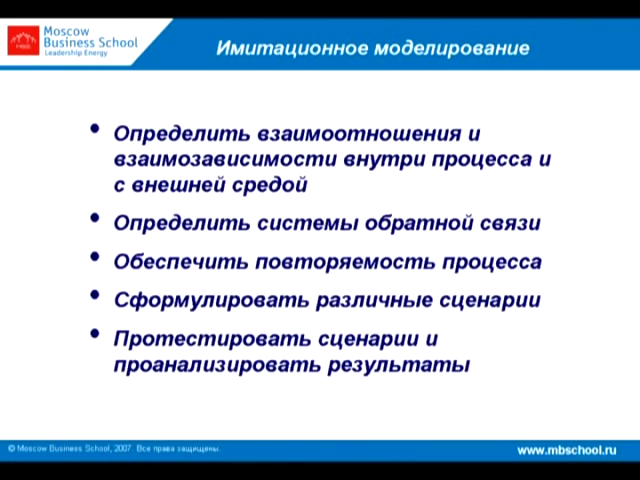 Moscow
Business School
Leadership Energy
Имитационное моделирование
• Определить взаимоотношения и
взаимозависимости внутри процесса и
с внешней средой
• Определить системы обратной связи
• Обеспечить повторяемость процесса
• Сформулировать различные сценарии
• Протестировать сценарии и
проанализировать результаты
© Moscow Business School, 2007. Все права защищены.
www.mbschool.ru